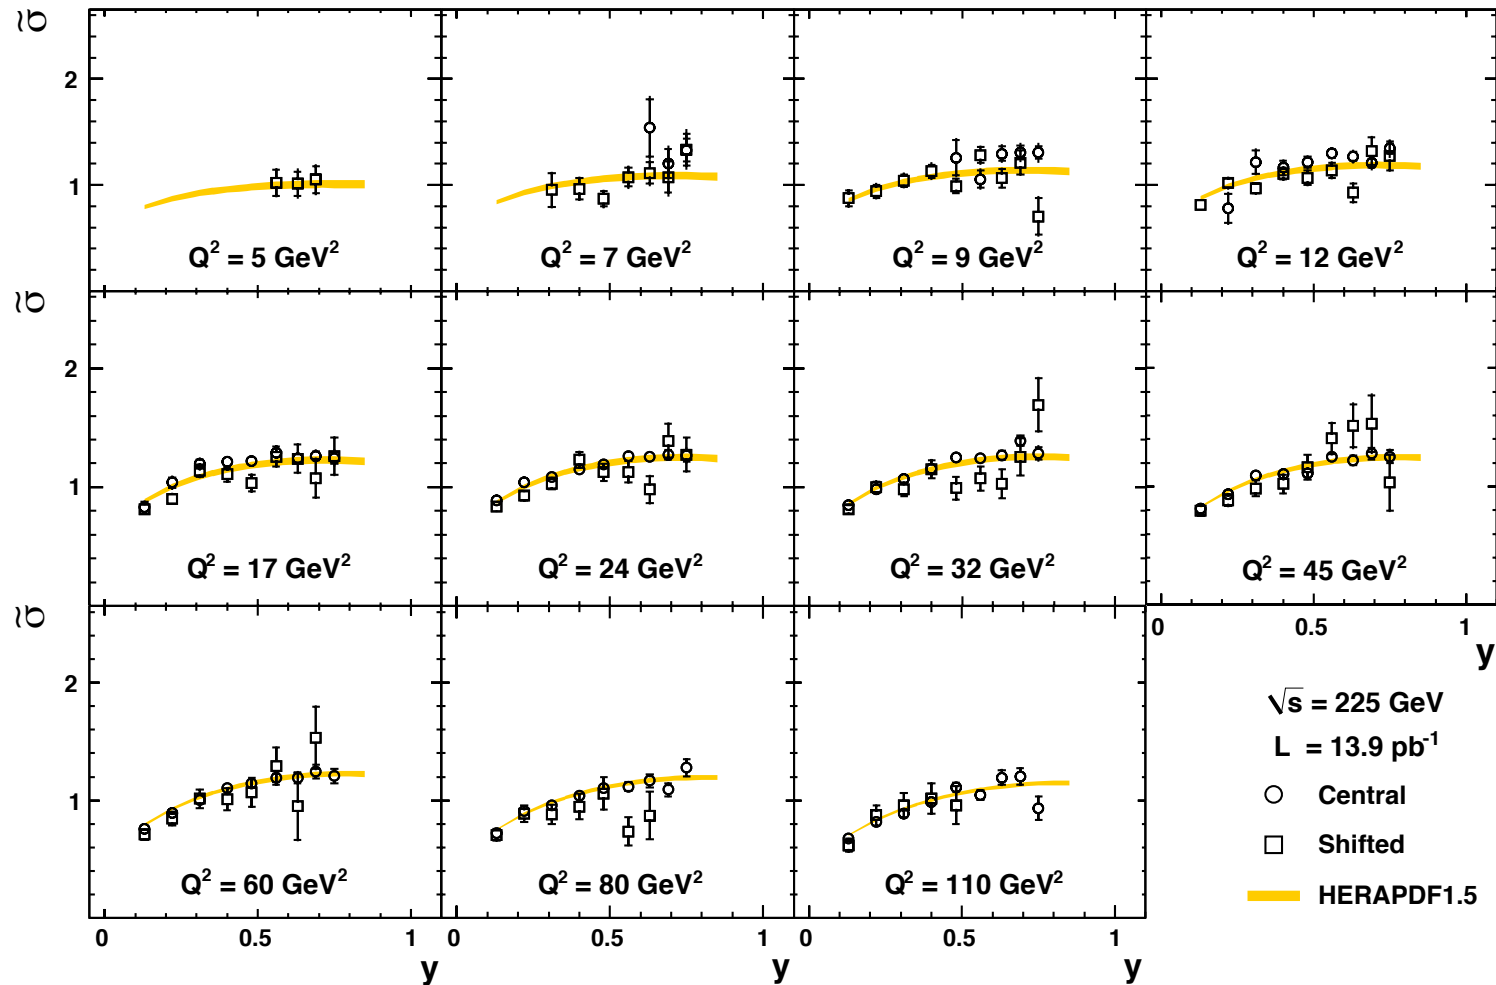 σ̃
2
1
Q² = 5 GeV²
Q² = 7 GeV²
Q² = 9 GeV²
Q² = 12 GeV²
σ̃
2
1
Q² = 17 GeV²
Q² = 24 GeV²
Q² = 32 GeV²
Q² = 45 GeV²
σ̃
0 0.5 1
y
2
1
Q² = 60 GeV²
Q² = 80 GeV²
Q² = 110 GeV²
√s = 225 GeV
L = 13.9 pb⁻¹
Central
Shifted
HERAPDF1.5
0 0.5 1
0 0.5 1
0 0.5 1
y
y
y